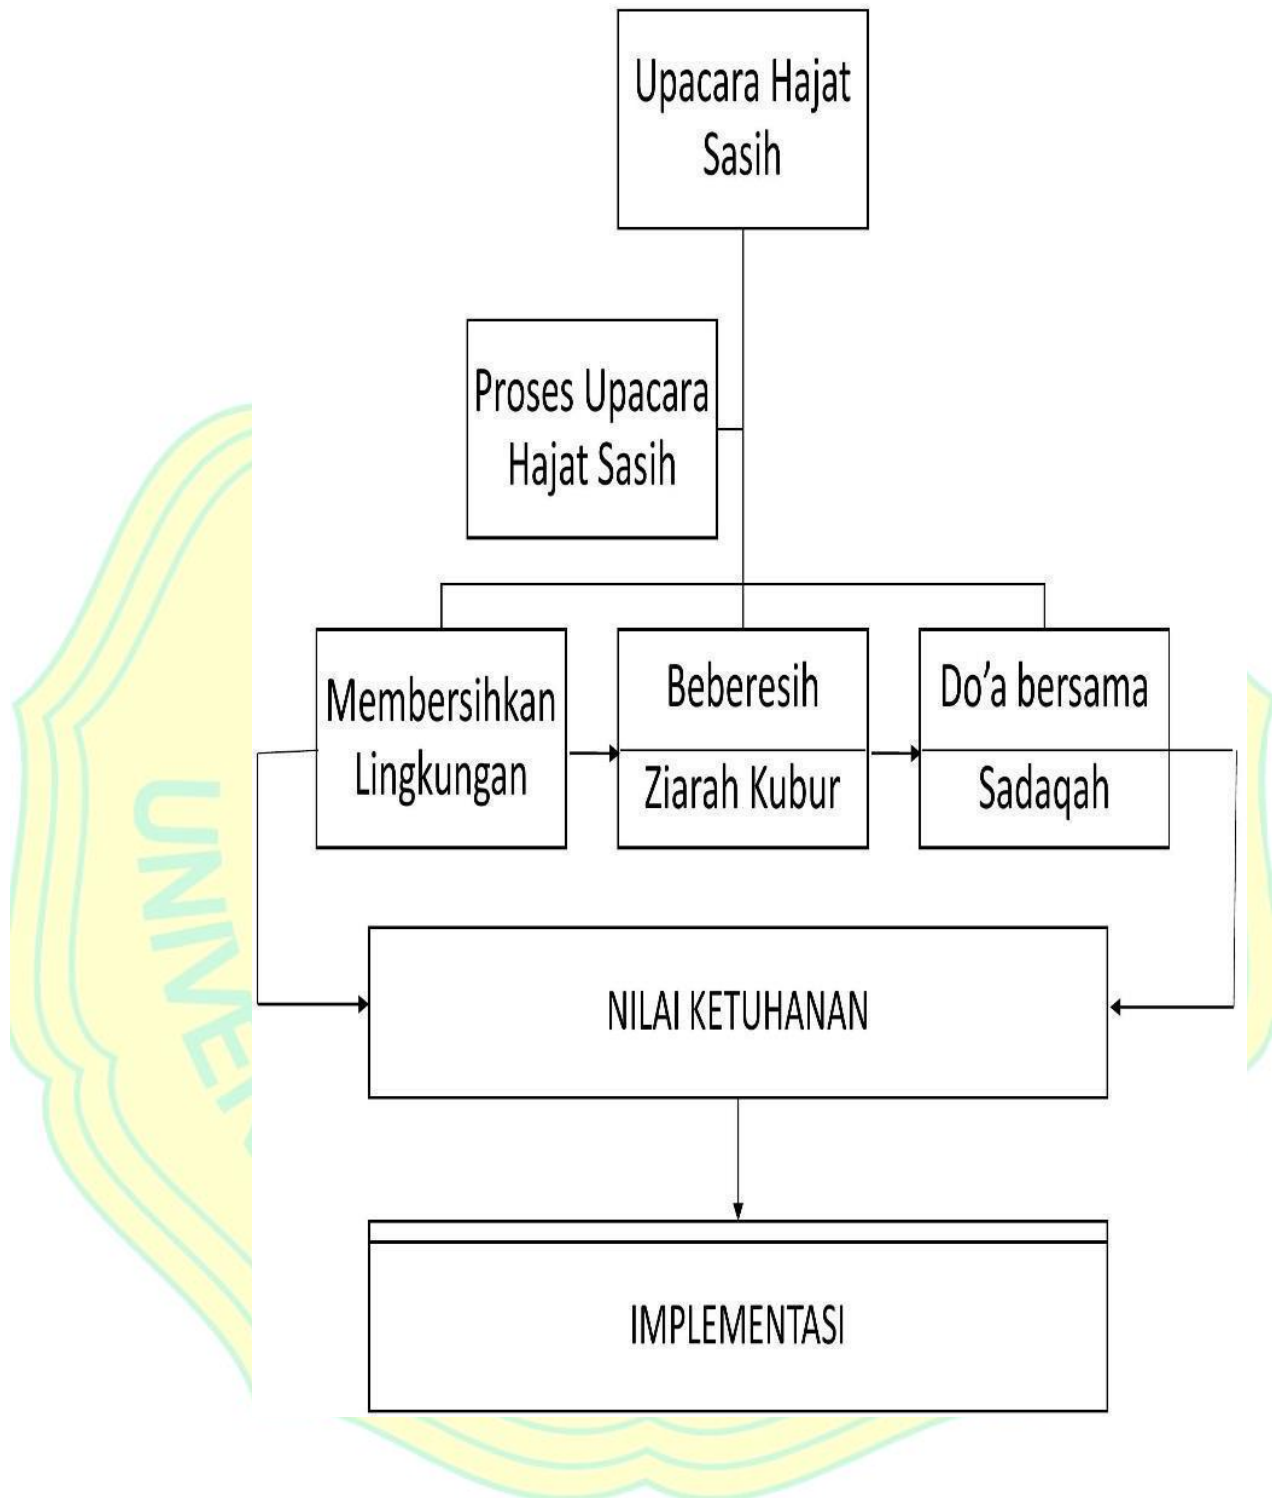 Upacara Hajat
Sasih
Proses Upacara
Hajat Sasih
Membersihkan
Lingkungan
Beberesih
Ziarah Kubur
Do’a bersama
Sadaqah
NILAI KETUHANAN
IMPLEMENTASI